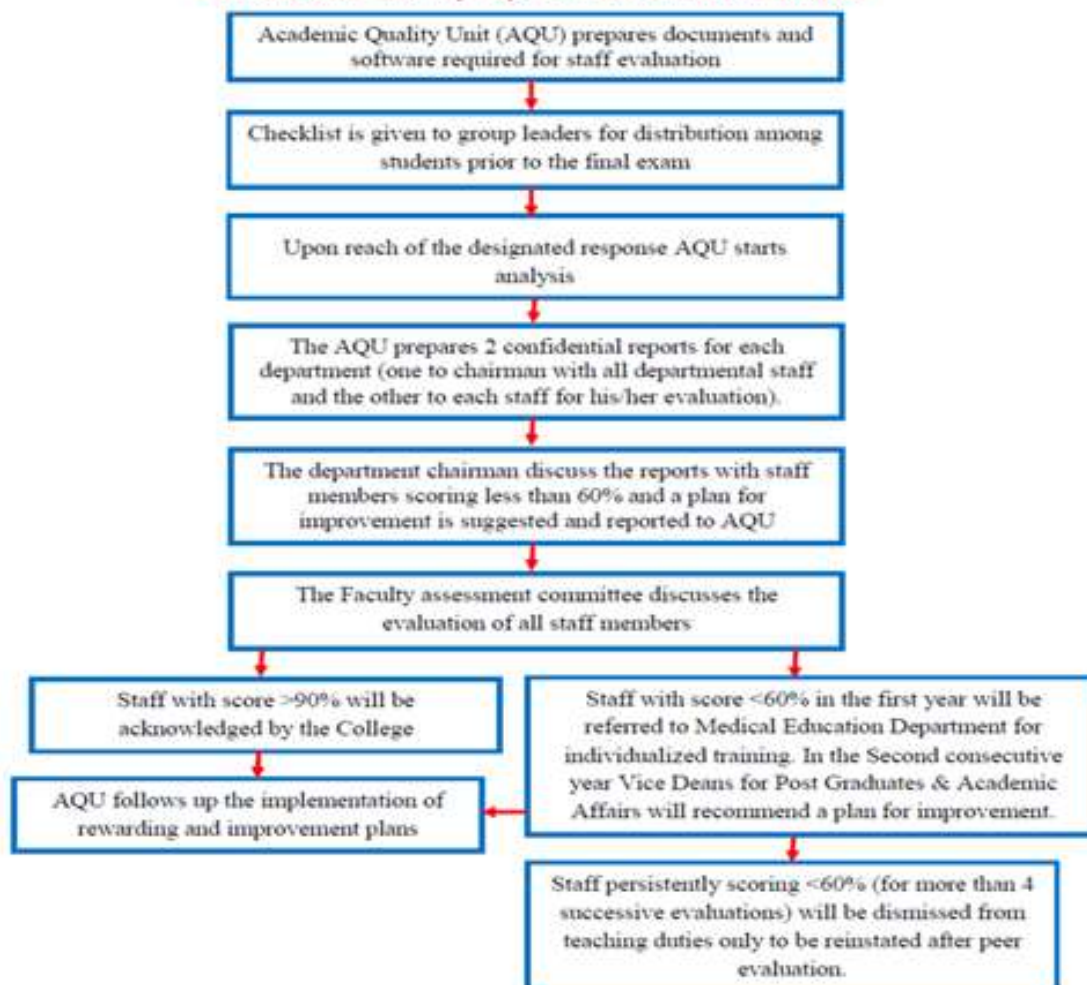 Academic Quality Unit (AQU) prepares documents and
software required for staff evaluation
Checklist is given to group leaders for distribution among
students prior to the final exam
Upon reach of the designated response AQU starts
analysis
The AQU prepares 2 confidential reports for each
department (one to chairman with all departmental staff
and the other to each staff for his/her evaluation).
The department chairman discuss the reports with staff
members scoring less than 60% and a plan for
improvement is suggested and reported to AQU
The Faculty assessment committee discusses the
evaluation of all staff members
Staff with score >90% will be
acknowledged by the College
Staff with score <60% in the first year will be
referred to Medical Education Department for
individualized training. In the Second consecutive
year Vice Deans for Post Graduates & Academic
Affairs will recommend a plan for improvement.
AQU follows up the implementation of
rewarding and improvement plans
Staff persistently scoring <60% (for more than 4
successive evaluations) will be dismissed from
teaching duties only to be reinstated after peer
evaluation.